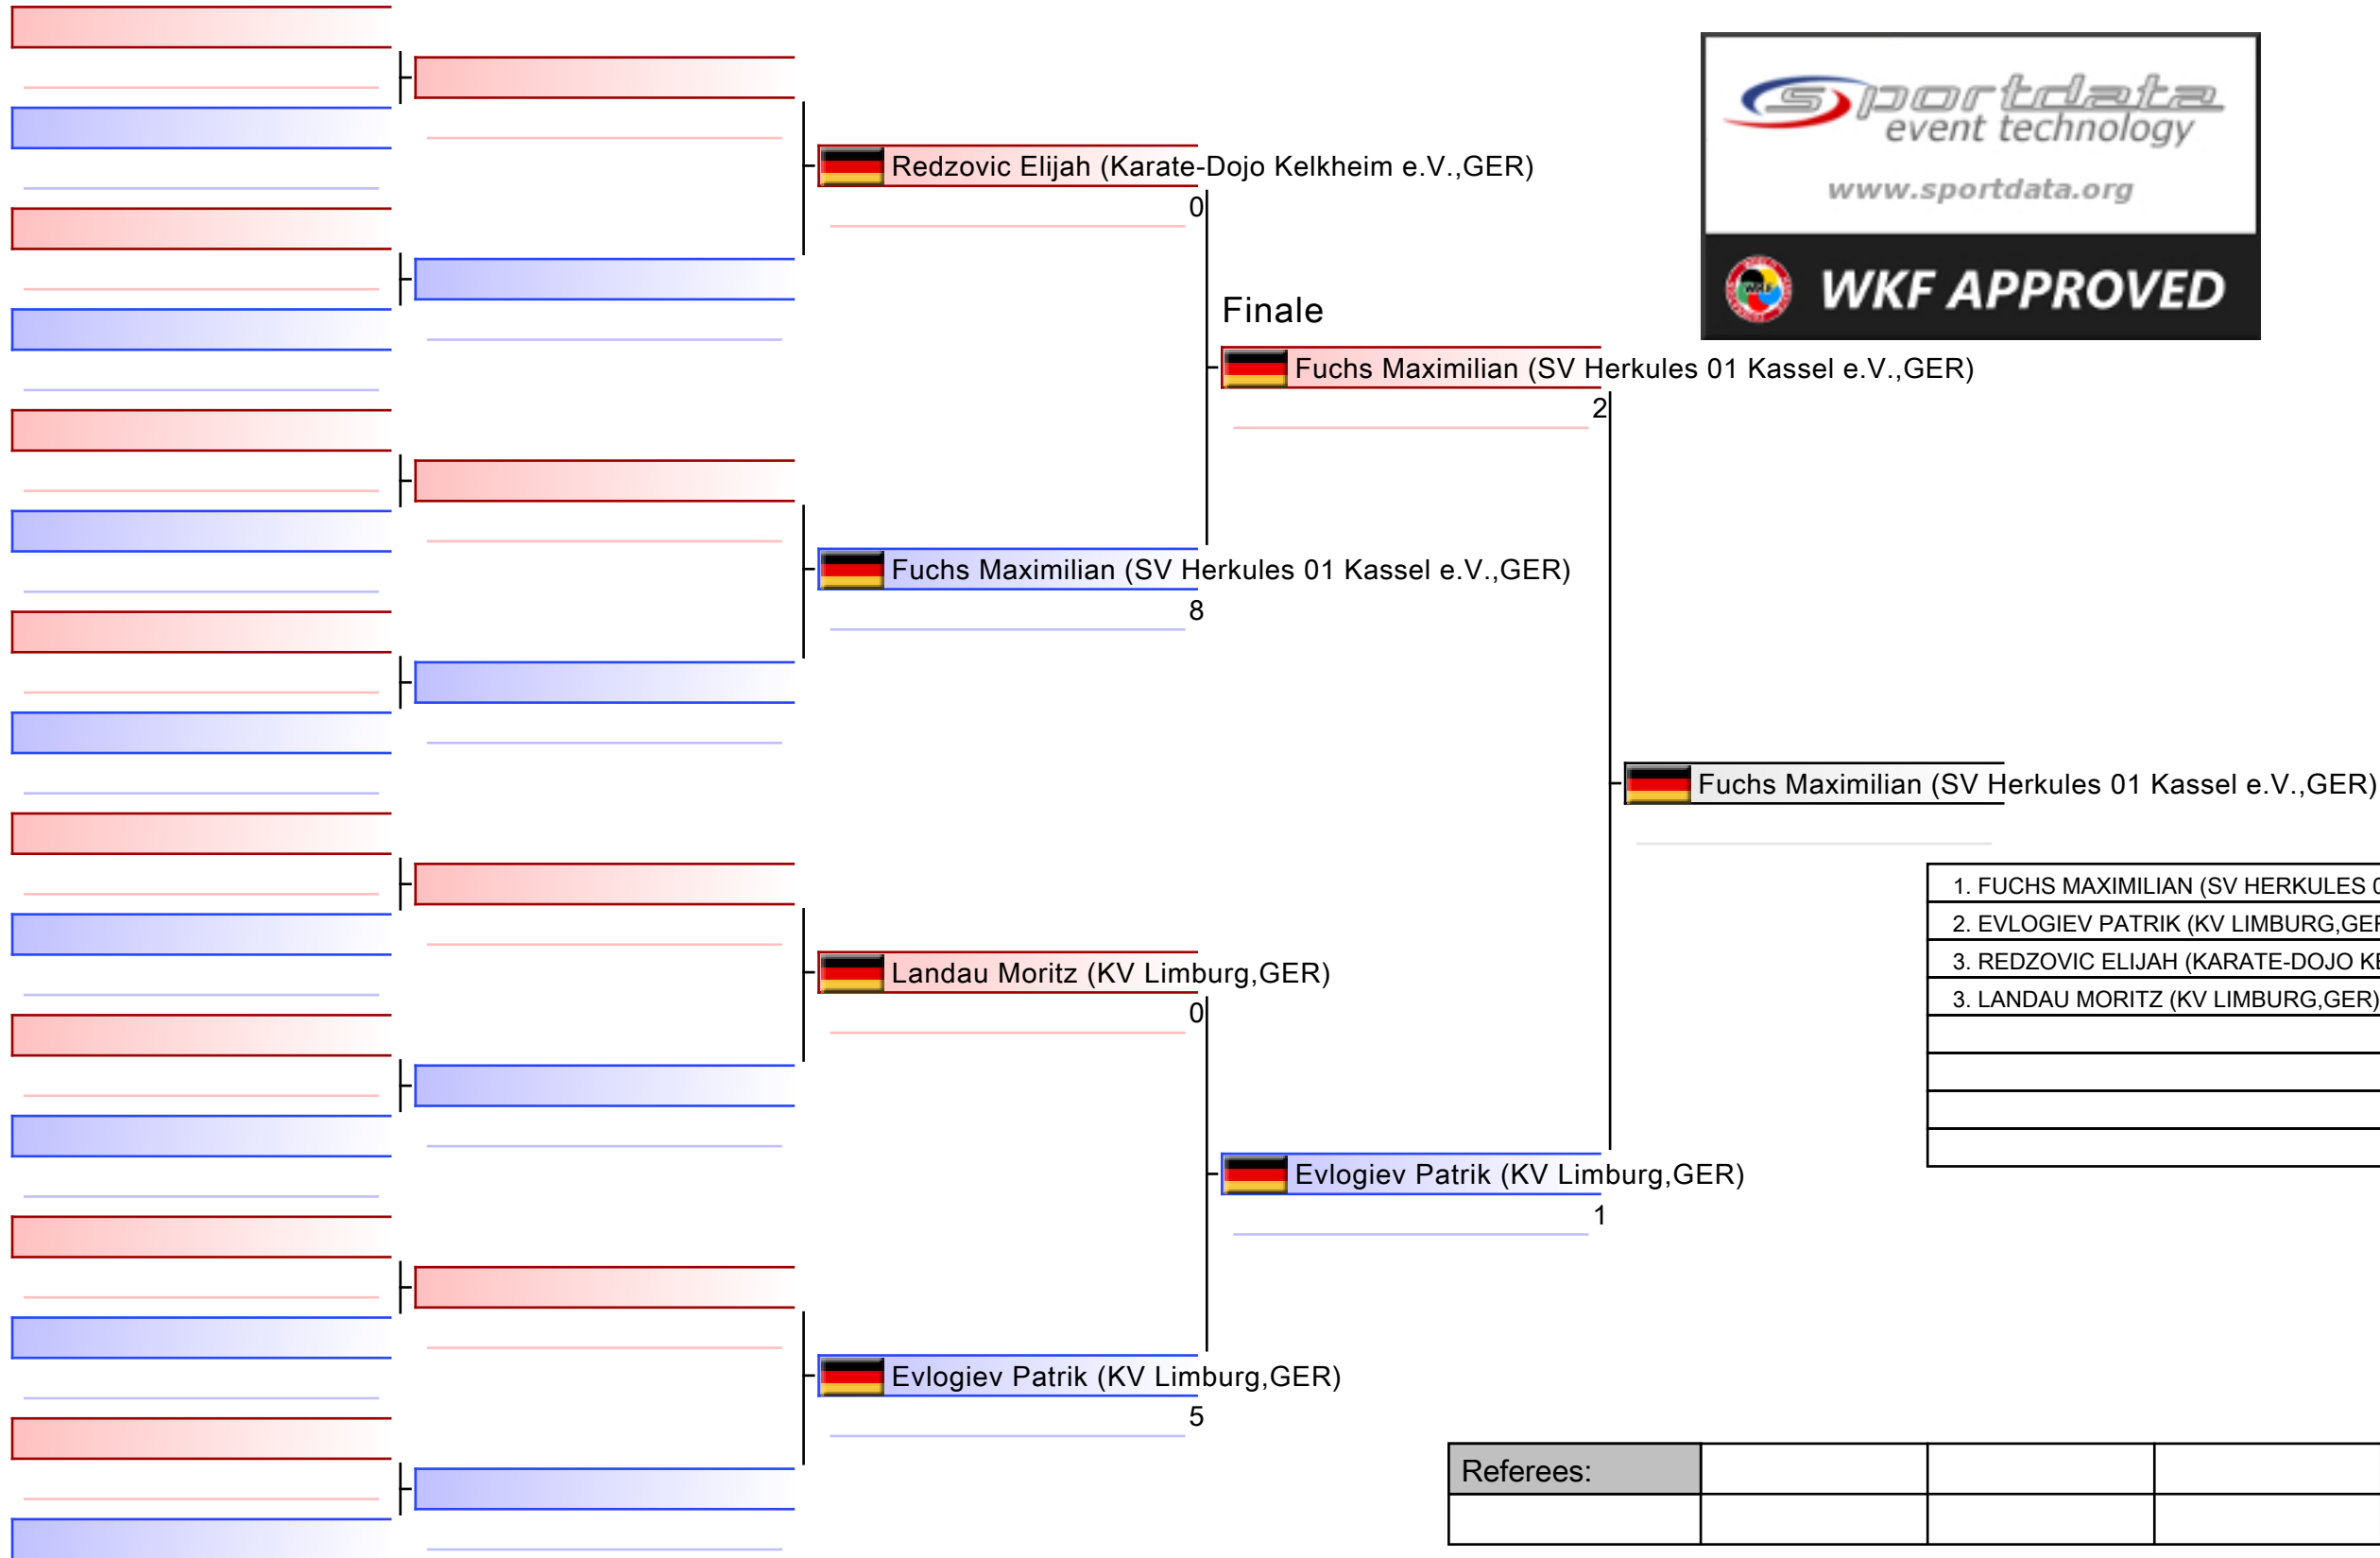 sportdata
event technology
www.sportdata.org
WKF APPROVED
Redzovic Elijah (Karate-Dojo Kelkheim e.V.,GER)
0
Finale
Fuchs Maximilian (SV Herkules 01 Kassel e.V.,GER)
2
Fuchs Maximilian (SV Herkules 01 Kassel e.V.,GER)
8
Fuchs Maximilian (SV Herkules 01 Kassel e.V.,GER)
1. FUCHS MAXIMILIAN (SV HERKULES
2. EVLOGIEV PATRIK (KV LIMBURG,GER
3. REDZOVIC ELIJAH (KARATE-DOJO
3. LANDAU MORITZ (KV LIMBURG,GER)
Landau Moritz (KV Limburg,GER)
0
Evlogiev Patrik (KV Limburg,GER)
1
Evlogiev Patrik (KV Limburg,GER)
5
Referees: